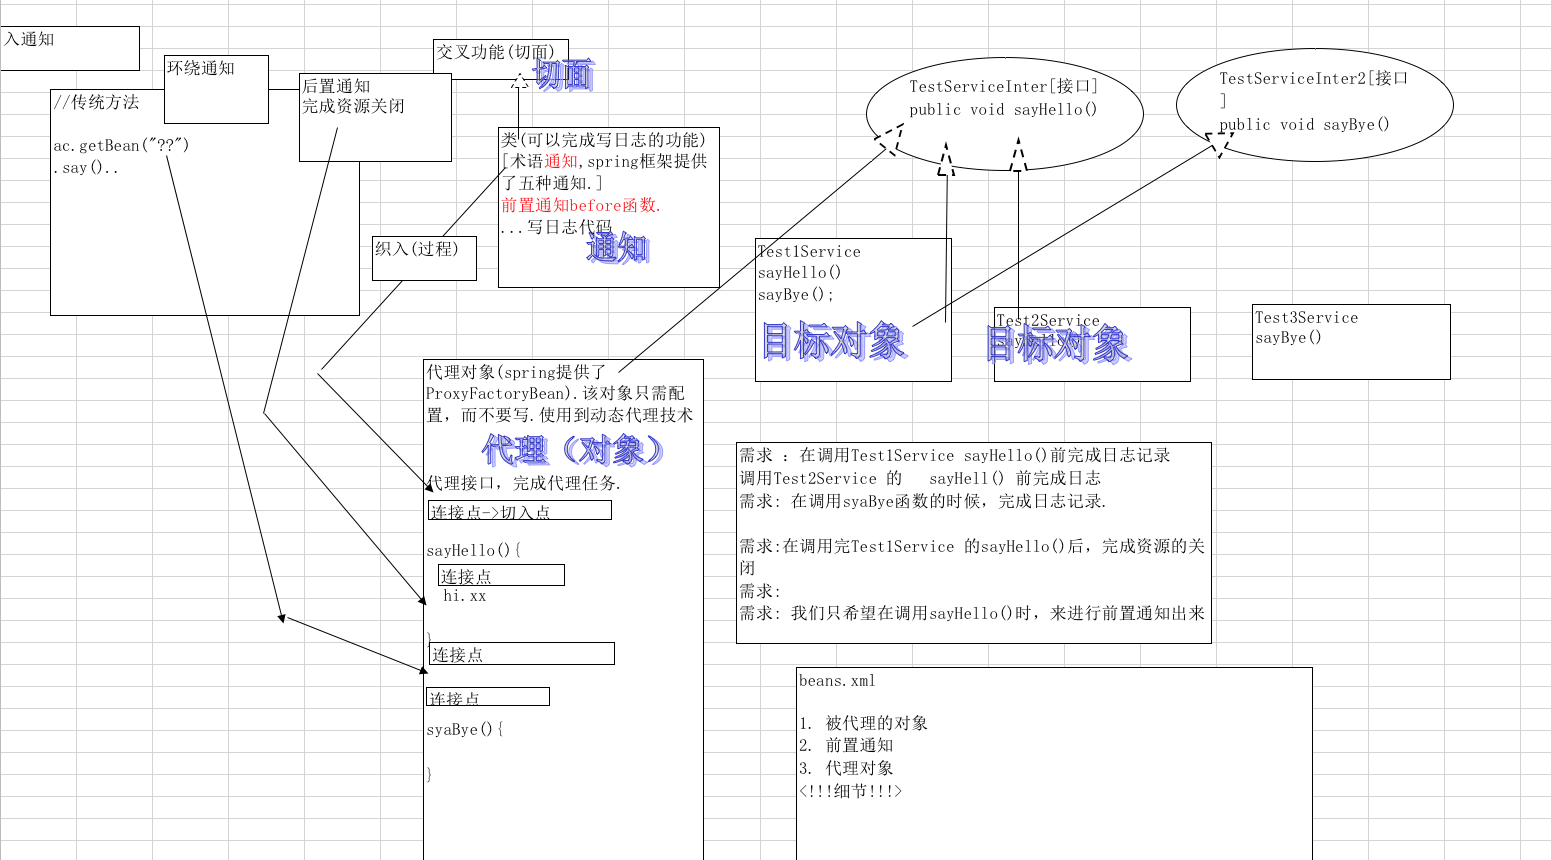 入通知
环绕通知
后置通知
完成资源关闭
//传统方法
ac.getBean("??")
.say()..
交叉功能(切面)
切面
类(可以完成写日志的功能)
[术语通知,spring框架提供
了五种通知.]
前置通知before函数.
...写日志代码
通知
织入(过程)
TestServiceInter[接口]
public void sayHello()
TestServiceInter2[接口
]
public void sayBye()
Test1Service
sayHello()
sayBye();
目标对象
Test2Service
目标对象
Test3Service
sayBye()
代理对象(spring提供了
ProxyFactoryBean).该对象只需配
置，而不要写.使用到动态代理技术
代理（对象）
代理接口，完成代理任务.
连接点->切入点
sayHello(){
连接点
hi.xx
}
连接点
连接点
syaBye(){
}
需求 ：在调用Test1Service sayHello()前完成日志记录
调用Test2Service 的   sayHell() 前完成日志
需求: 在调用syaBye函数的时候，完成日志记录.
需求:在调用完Test1Service 的sayHello()后，完成资源的关
闭
需求:
需求: 我们只希望在调用sayHello()时，来进行前置通知出来
beans.xml
1. 被代理的对象
2. 前置通知
3. 代理对象
<!!!细节!!!>